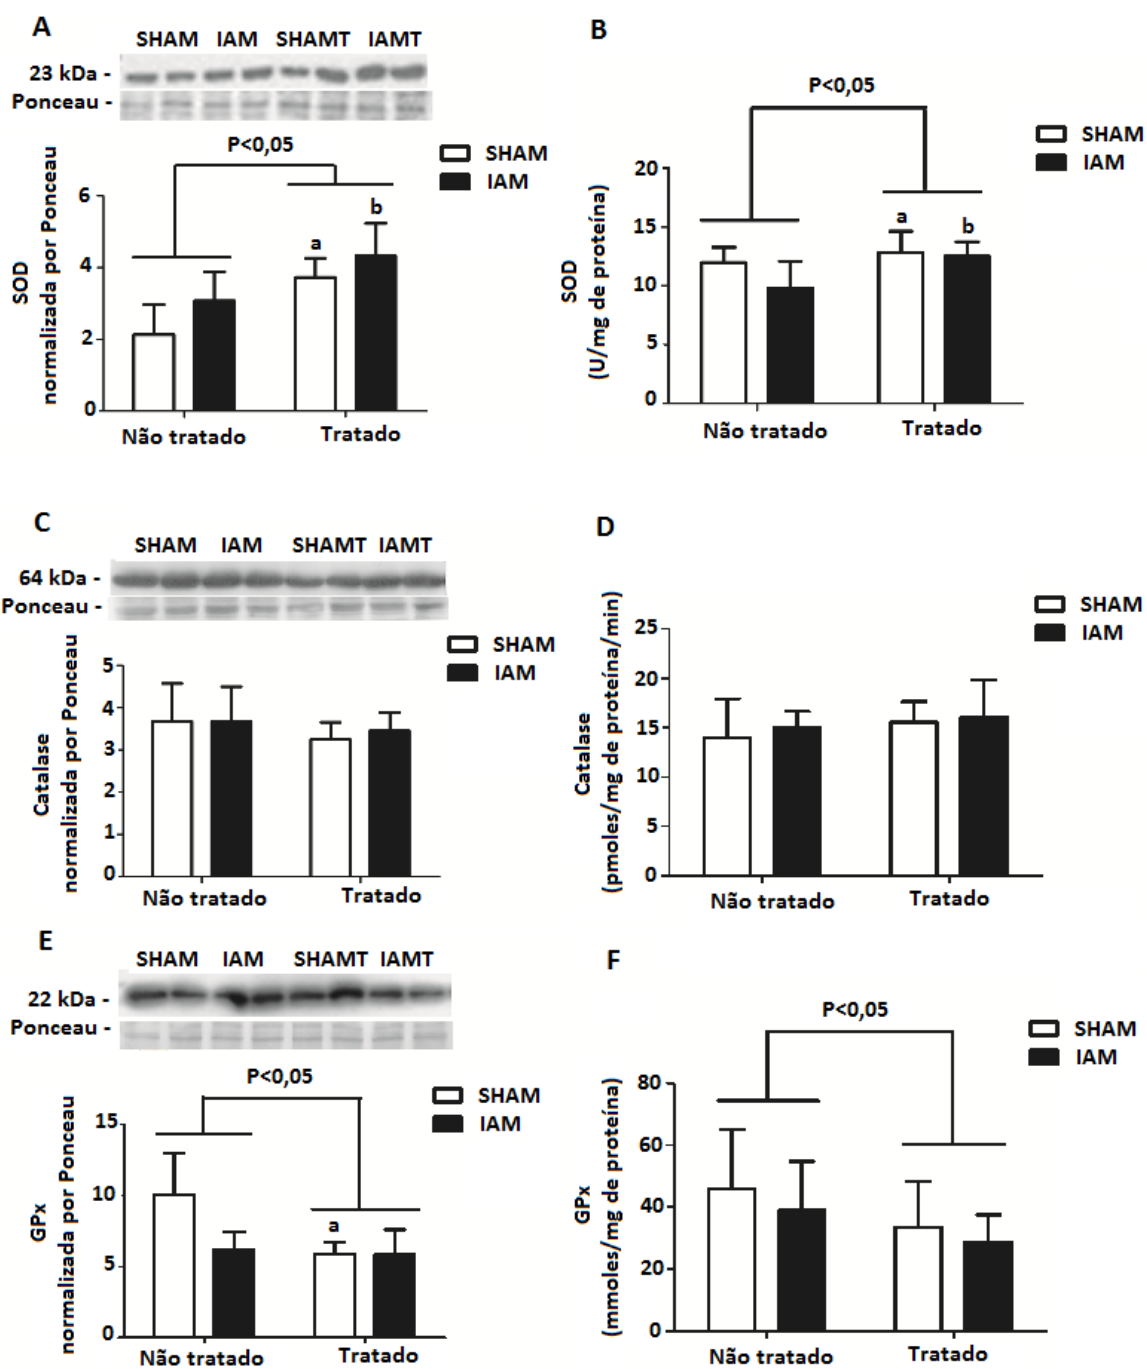 A
SHAM IAM SHAMT IAMT
23 kDa -
Ponceau -
P<0,05
SHAM
IAM
SOD
normalizada por Ponceau
6
4
2
0
a
b
Não tratado
Tratado
B
P<0,05
SHAM
IAM
SOD
(U/mg de proteína)
20
15
10
5
0
a
b
Não tratado
Tratado
C
SHAM IAM SHAMT IAMT
64 kDa -
Ponceau -
SHAM
IAM
Catalase
normalizada por Ponceau
5
4
3
2
1
0
Não tratado
Tratado
D
SHAM
IAM
Catalase
(pmoles/mg de proteína/min)
25
20
15
10
5
0
Não tratado
Tratado
E
SHAM IAM SHAMT IAMT
22 kDa -
Ponceau -
P<0,05
SHAM
IAM
GPx
normalizada por Ponceau
15
10
5
0
a
Não tratado
Tratado
F
P<0,05
SHAM
IAM
GPx
(mmoles/mg de proteína)
80
60
40
20
0
Não tratado
Tratado